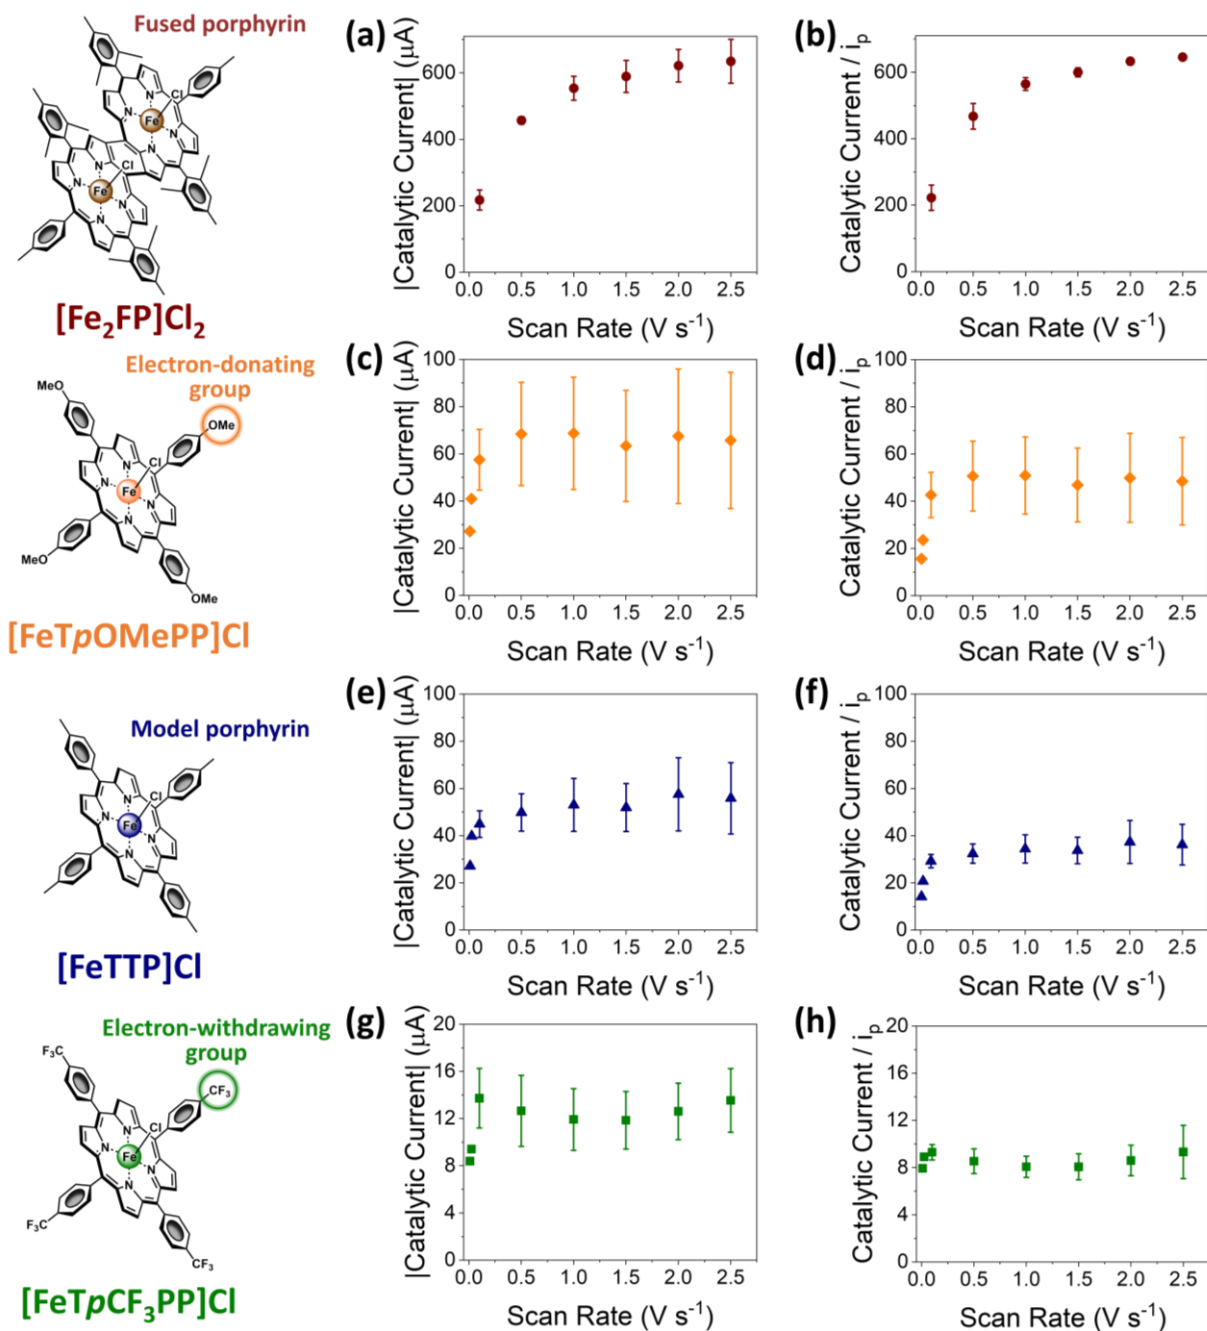 Fused porphyrin
Cl
N
N
Fe
N
N
Cl
N
N
Fe
N
N
[Fe₂FP]Cl₂
(a)
|Catalytic Current| (μA)
600
400
200
0
0.0 0.5 1.0 1.5 2.0 2.5
Scan Rate (V s⁻¹)
(b)
Catalytic Current / iₚ
600
400
200
0
0.0 0.5 1.0 1.5 2.0 2.5
Scan Rate (V s⁻¹)
Electron-donating
group
MeO
OMe
Cl
N
N
Fe
N
N
MeO
OMe
[FeTpOMePP]Cl
(c)
|Catalytic Current| (μA)
100
80
60
40
20
0
0.0 0.5 1.0 1.5 2.0 2.5
Scan Rate (V s⁻¹)
(d)
Catalytic Current / iₚ
100
80
60
40
20
0
0.0 0.5 1.0 1.5 2.0 2.5
Scan Rate (V s⁻¹)
Model porphyrin
Cl
N
N
Fe
N
N
[FeTTP]Cl
(e)
|Catalytic Current| (μA)
100
80
60
40
20
0
0.0 0.5 1.0 1.5 2.0 2.5
Scan Rate (V s⁻¹)
(f)
Catalytic Current / iₚ
100
80
60
40
20
0
0.0 0.5 1.0 1.5 2.0 2.5
Scan Rate (V s⁻¹)
Electron-withdrawing
group
F₃C
CF₃
Cl
N
N
Fe
N
N
F₃C
CF₃
[FeTpCF₃PP]Cl
(g)
|Catalytic Current| (μA)
20
16
12
8
4
0
0.0 0.5 1.0 1.5 2.0 2.5
Scan Rate (V s⁻¹)
(h)
Catalytic Current / iₚ
20
16
12
8
4
0
0.0 0.5 1.0 1.5 2.0 2.5
Scan Rate (V s⁻¹)